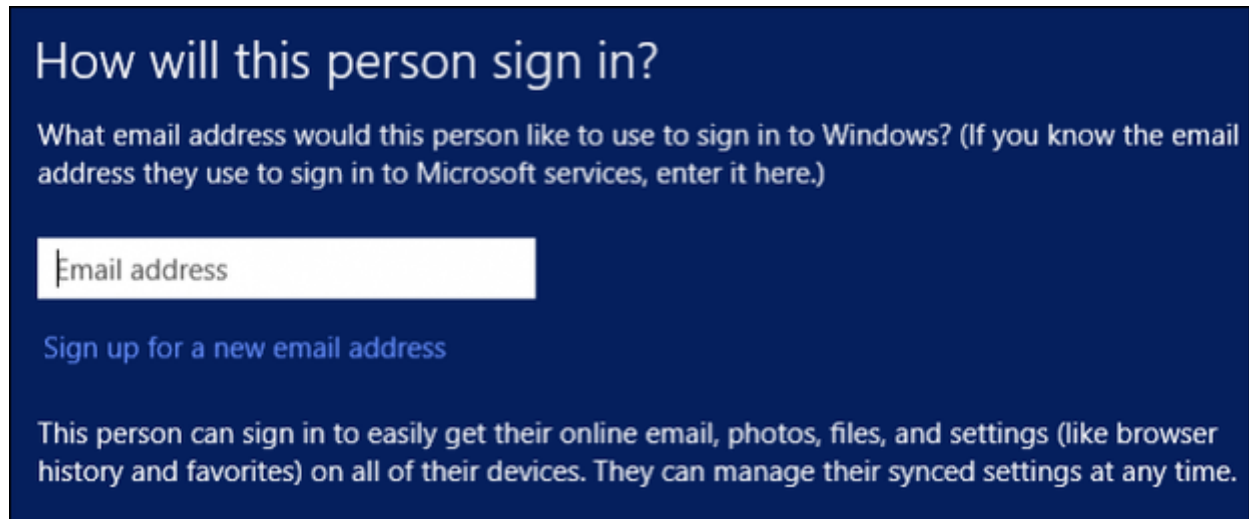 How will this person sign in?
What email address would this person like to use to sign in to Windows? (If you know the email
address they use to sign in to Microsoft services, enter it here.)
Email address
Sign up for a new email address
This person can sign in to easily get their online email, photos, files, and settings (like browser
history and favorites) on all of their devices. They can manage their synced settings at any time.